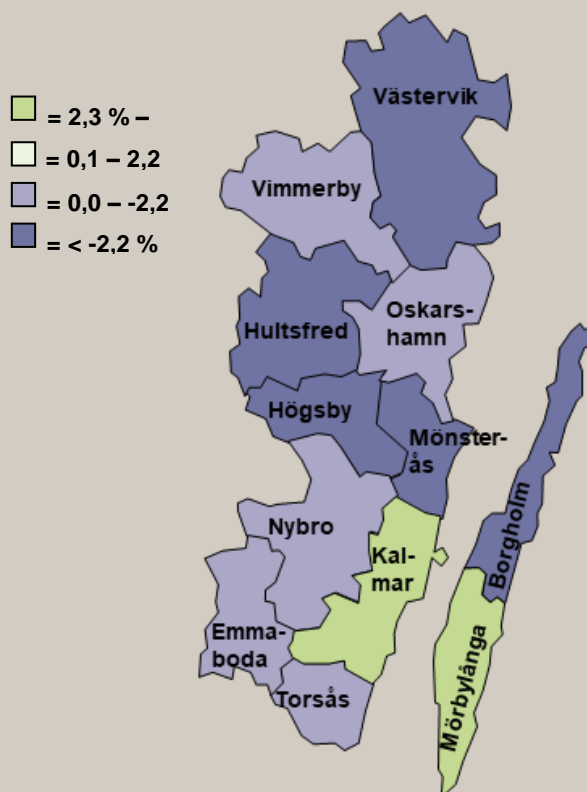 = 2,3 % –
= 0,1 – 2,2
= 0,0 – -2,2
= < -2,2 %
Västervik
Vimmerby
Oskars-
hamn
Hultsfred
Högsby
Mönster-
ås
Borgholm
Nybro
Kal-
mar
Emma-
boda
Mörbylånga
Torsås